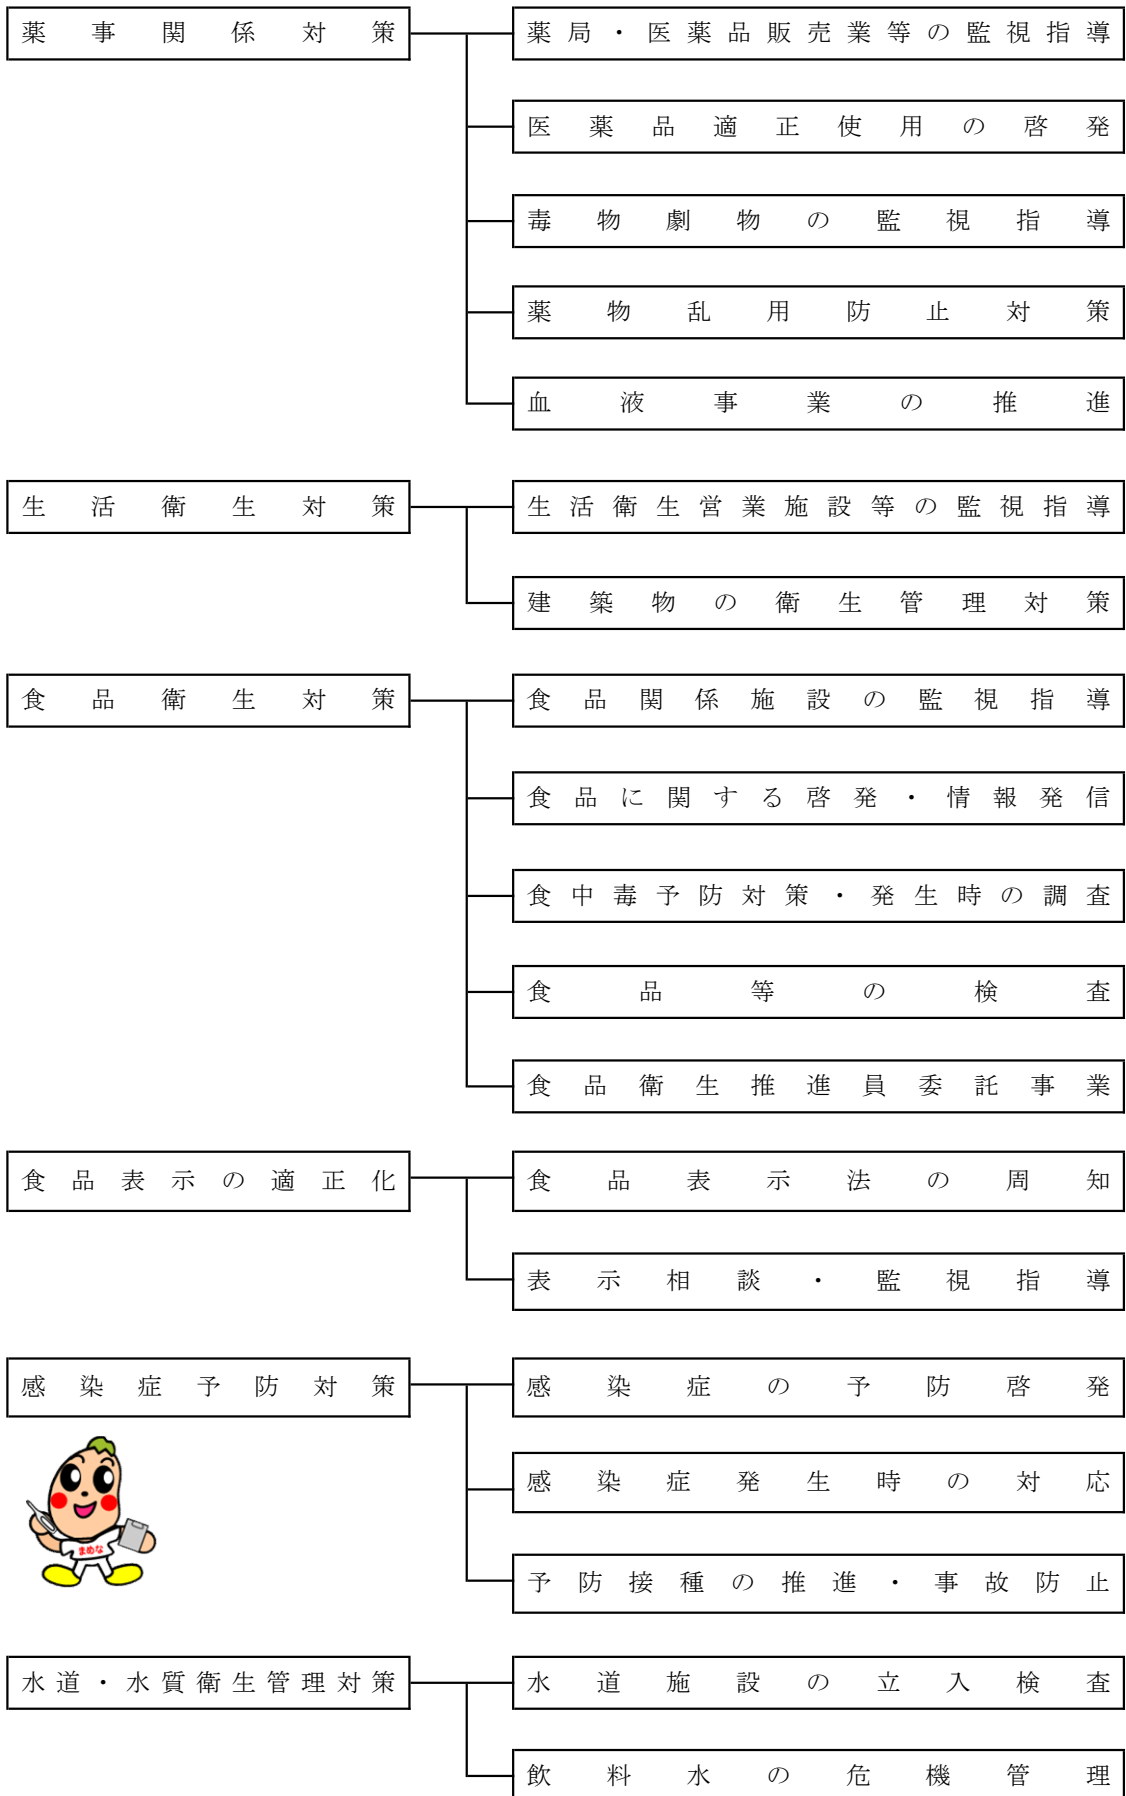 薬事関係対策
薬局・医薬品販売業等の監視指導
医薬品適正使用の啓発
毒物劇物の監視指導
薬物乱用防止対策
血液事業の推進
生活衛生対策
生活衛生営業施設等の監視指導
建築物の衛生管理対策
食品衛生対策
食品関係施設の監視指導
食品に関する啓発・情報発信
食中毒予防対策・発生時の調査
食品等の検査
食品衛生推進員委託事業
食品表示の適正化
食品表示法の周知
表示相談・監視指導
感染症予防対策
感染症の予防啓発
感染症発生時の対応
まめな
予防接種の推進・事故防止
水道・水質衛生管理対策
水道施設の立入検査
飲料水の危機管理